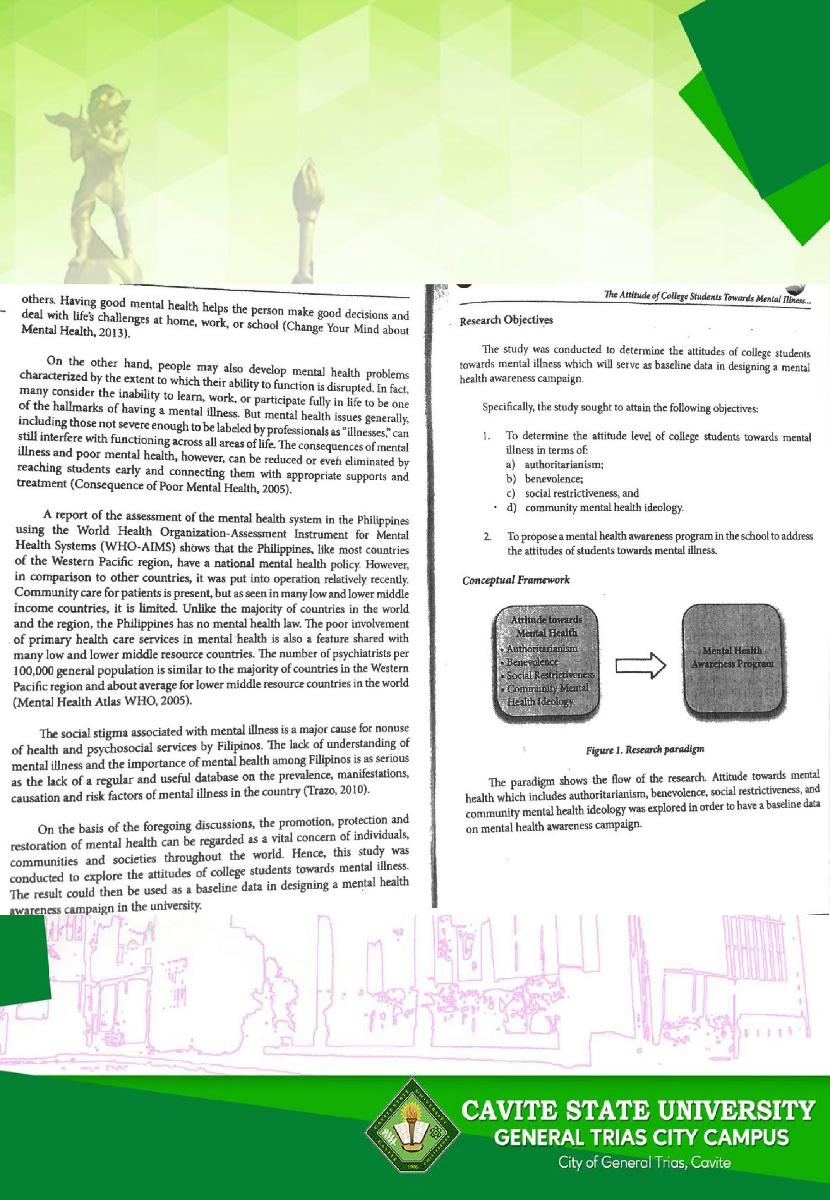 others. Having good mental health helps the person make good decisions and
deal with life's challenges at home, work, or school (Change Your Mind about
Mental Health, 2013).
On the other hand, people may also develop mental health problems
characterized by the extent to which their ability to function is disrupted. In fact,
many consider the inability to learn, work, or participate fully in life to be one
of the hallmarks of having a mental illness. But mental health issues generally,
including those not severe enough to be labeled by professionals as "illnesses," can
still interfere with functioning across all areas of life. The consequences of mental
illness and poor mental health, however, can be reduced or even eliminated by
reaching students early and connecting them with appropriate supports and
treatment (Consequence of Poor Mental Health, 2005).
A report of the assessment of the mental health system in the Philippines
using the World Health Organization-Assessment Instrument for Mental
Health Systems (WHO-AIMS) shows that the Philippines, like most countries
of the Western Pacific region, have a national mental health policy. However,
in comparison to other countries, it was put into operation relatively recently.
Community care for patients is present, but as seen in many low and lower middle
income countries, it is limited. Unlike the majority of countries in the world
and the region, the Philippines has no mental health law. The poor involvement
of primary health care services in mental health is also a feature shared with
many low and lower middle resource countries. The number of psychiatrists per
100,000 general population is similar to the majority of countries in the Western
Pacific region and about average for lower middle resource countries in the world
(Mental Health Atlas WHO, 2005).
The social stigma associated with mental illness is a major cause for nonuse
of health and psychosocial services by Filipinos. The lack of understanding of
mental illness and the importance of mental health among Filipinos is as serious
as the lack of a regular and useful database on the prevalence, manifestations,
causation and risk factors of mental illness in the country (Trazo, 2010).
On the basis of the foregoing discussions, the promotion, protection and
restoration of mental health can be regarded as a vital concern of individuals,
communities and societies throughout the world. Hence, this study was
conducted to explore the attitudes of college students towards mental illness.
The result could then be used as a baseline data in designing a mental health
awareness campaign in the university.
The Attitude of College Students Towards Mental Illness...
Research Objectives
The study was conducted to determine the attitudes of college students
towards mental illness which will serve as baseline data in designing a mental
health awareness campaign.
Specifically, the study sought to attain the following objectives:
1. To determine the attitude level of college students towards mental
illness in terms of:
a) authoritarianism;
b) benevolence;
c) social restrictiveness, and
d) community mental health ideology.
2. To propose a mental health awareness program in the school to address
the attitudes of students towards mental illness.
Conceptual Framework
Attitude towards
Mental Health
• Authoritarianism
• Benevolence
• Social Restrictiveness
• Community Mental
Health Ideology
Mental Health
Awareness Program
Figure 1. Research paradigm
The paradigm shows the flow of the research. Attitude towards mental
health which includes authoritarianism, benevolence, social restrictiveness, and
community mental health ideology was explored in order to have a baseline data
on mental health awareness campaign.
CAVITE STATE UNIVERSITY
GENERAL TRIAS CITY CAMPUS
City of General Trias, Cavite
1906